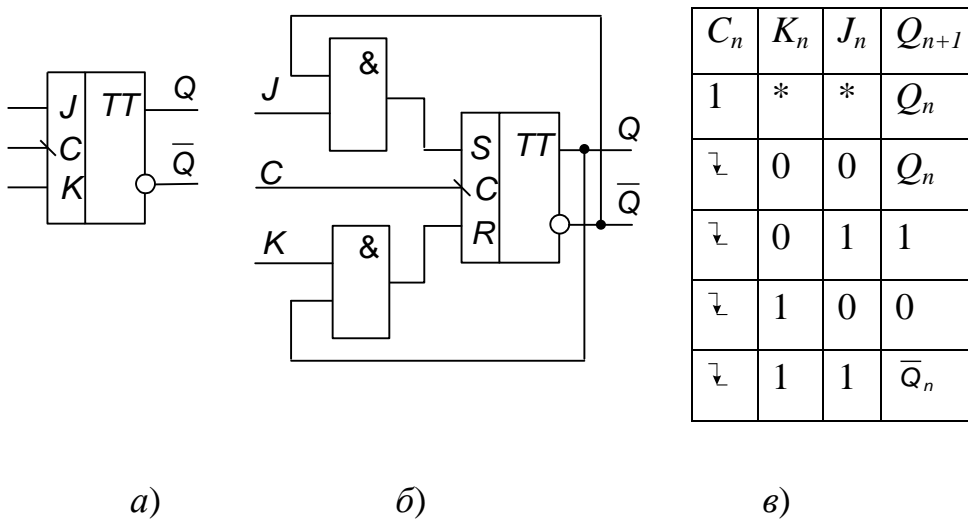 J TT Q
C
K Q̅
& 
J
C
S TT Q
C
R Q̅
K &
Cₙ Kₙ Jₙ Qₙ₊₁
1 * * Qₙ
↴ 0 0 Qₙ
↴ 0 1 1
↴ 1 0 0
↴ 1 1 Q̅ₙ
а) б) в)